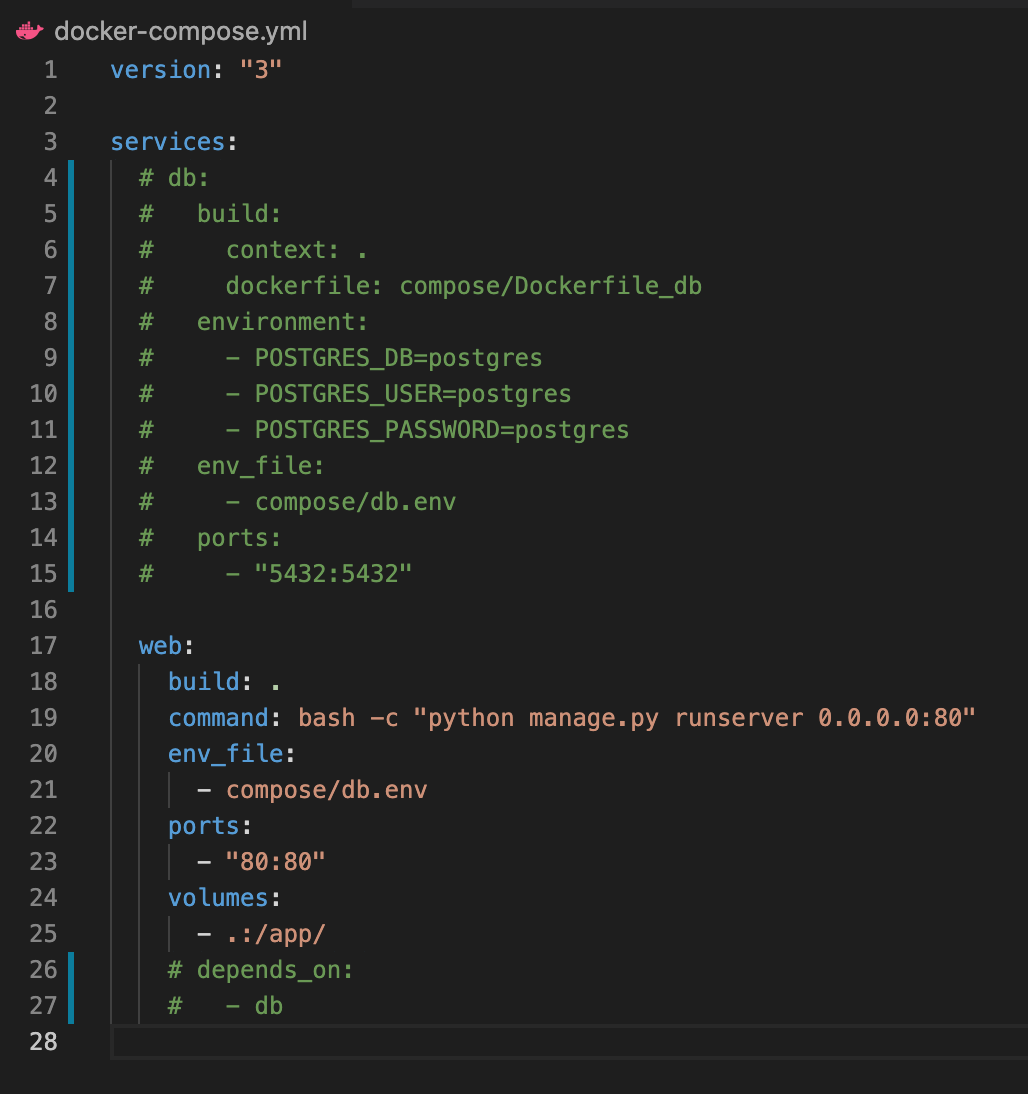 docker-compose.yml
1 version: "3"
2
3 services:
4   # db:
5   #   build:
6   #     context: .
7   #     dockerfile: compose/Dockerfile_db
8   #   environment:
9   #     - POSTGRES_DB=postgres
10   #     - POSTGRES_USER=postgres
11   #     - POSTGRES_PASSWORD=postgres
12   #   env_file:
13   #     - compose/db.env
14   #   ports:
15   #     - "5432:5432"
16
17   web:
18     build: .
19     command: bash -c "python manage.py runserver 0.0.0.0:80"
20     env_file:
21       - compose/db.env
22     ports:
23       - "80:80"
24     volumes:
25       - .:/app/
26     # depends_on:
27     #   - db
28